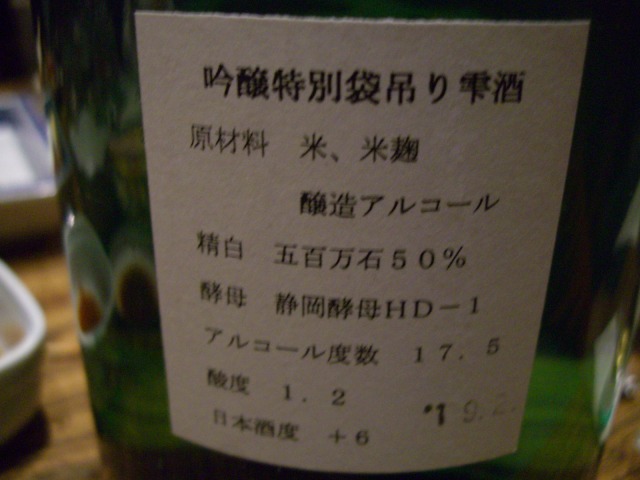 吟醸特別袋吊り雫酒
原材料 米、米麹
醸造アルコール
精白 五百万石50%
酵母 静岡酵母HD-1
アルコール度数 17.5
酸度 1.2
日本酒度 +6